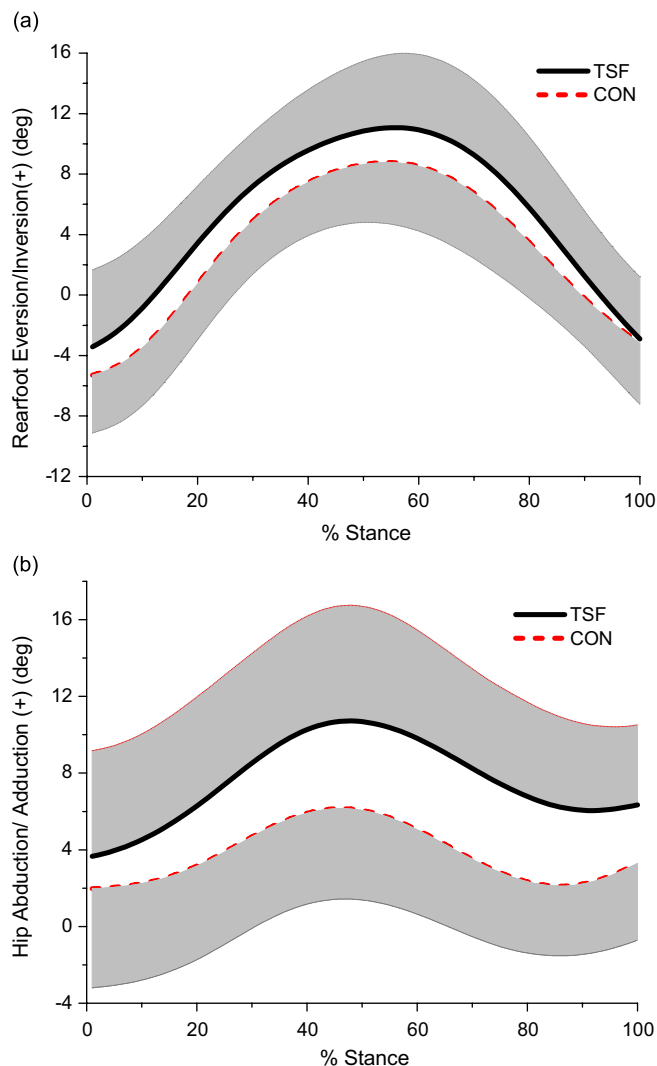 (a)
16
12
8
4
0
-4
-8
-12
Rearfoot Eversion/Inversion(+) (deg)
TSF
CON
0 20 40 60 80 100
% Stance
(b)
16
12
8
4
0
-4
Hip Abduction/ Adduction (+) (deg)
TSF
CON
0 20 40 60 80 100
% Stance